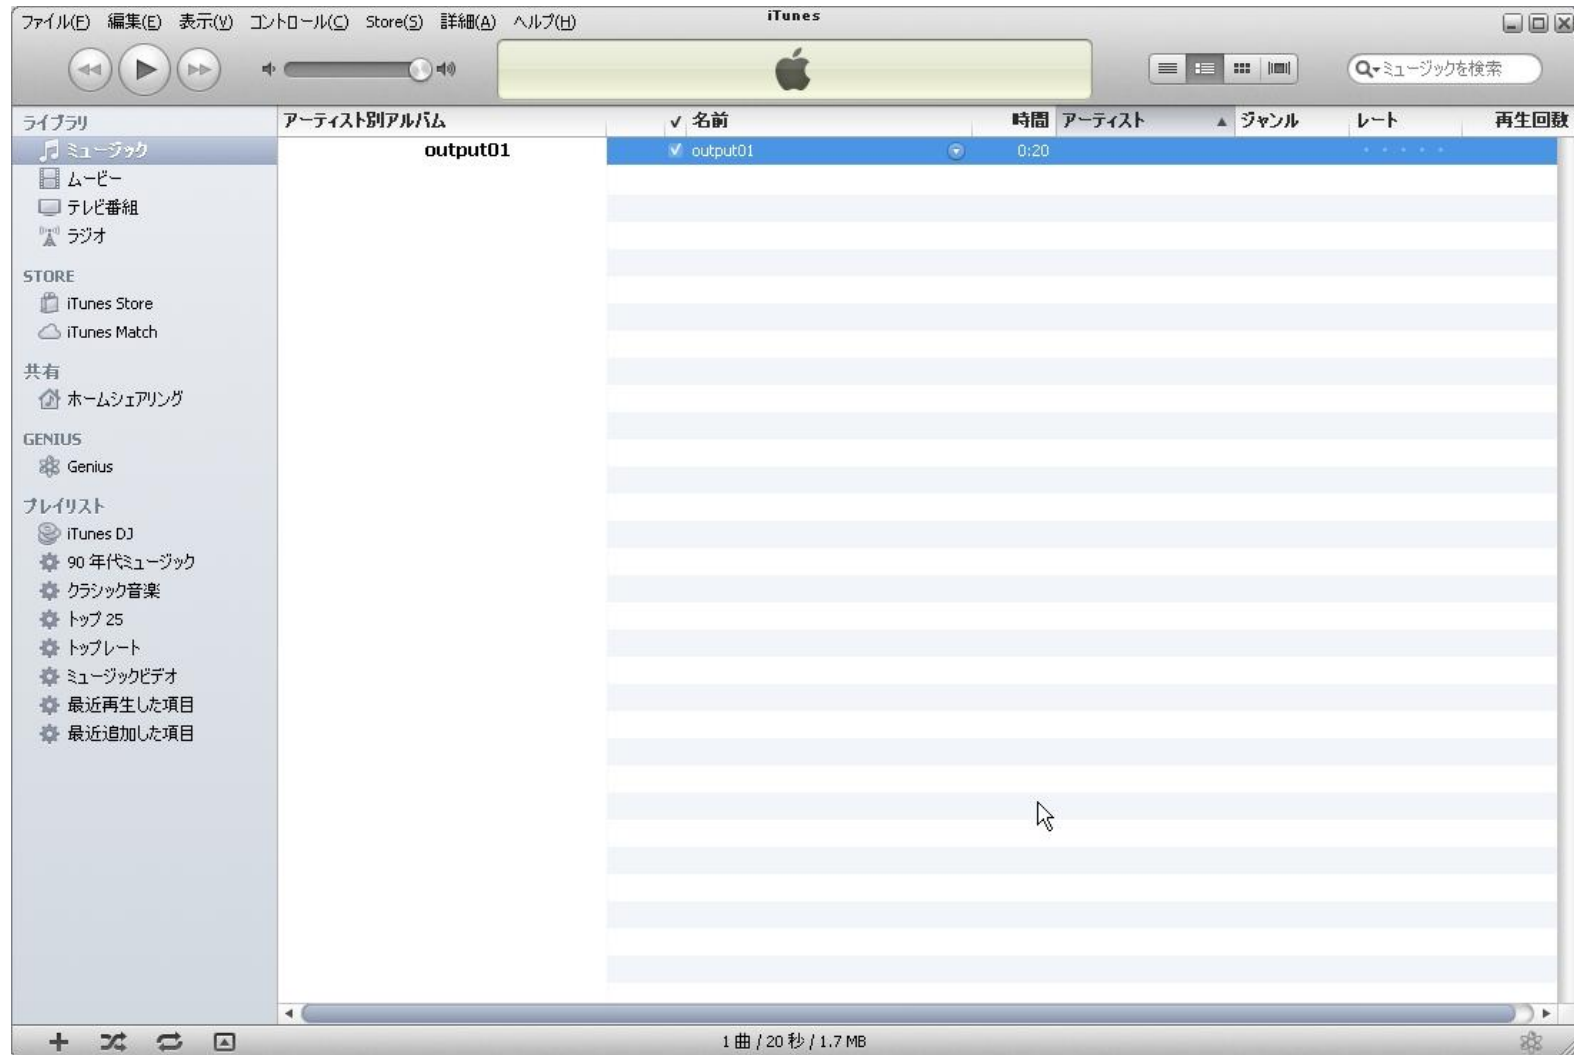 iTunes
ファイル(F) 編集(E) 表示(V) コントロール(C) Store(S) 詳細(A) ヘルプ(H)
ミュージックを検索
ライブラリ
ミュージック
ムービー
テレビ番組
ラジオ
STORE
iTunes Store
iTunes Match
共有
ホームシェアリング
GENIUS
Genius
プレイリスト
iTunes DJ
90 年代ミュージック
クラシック音楽
トップ 25
トップレート
ミュージックビデオ
最近再生した項目
最近追加した項目
アーティスト別アルバム 名前 時間 アーティスト ジャンル レート 再生回数
output01 output01 0:20
1 曲 / 20 秒 / 1.7 MB